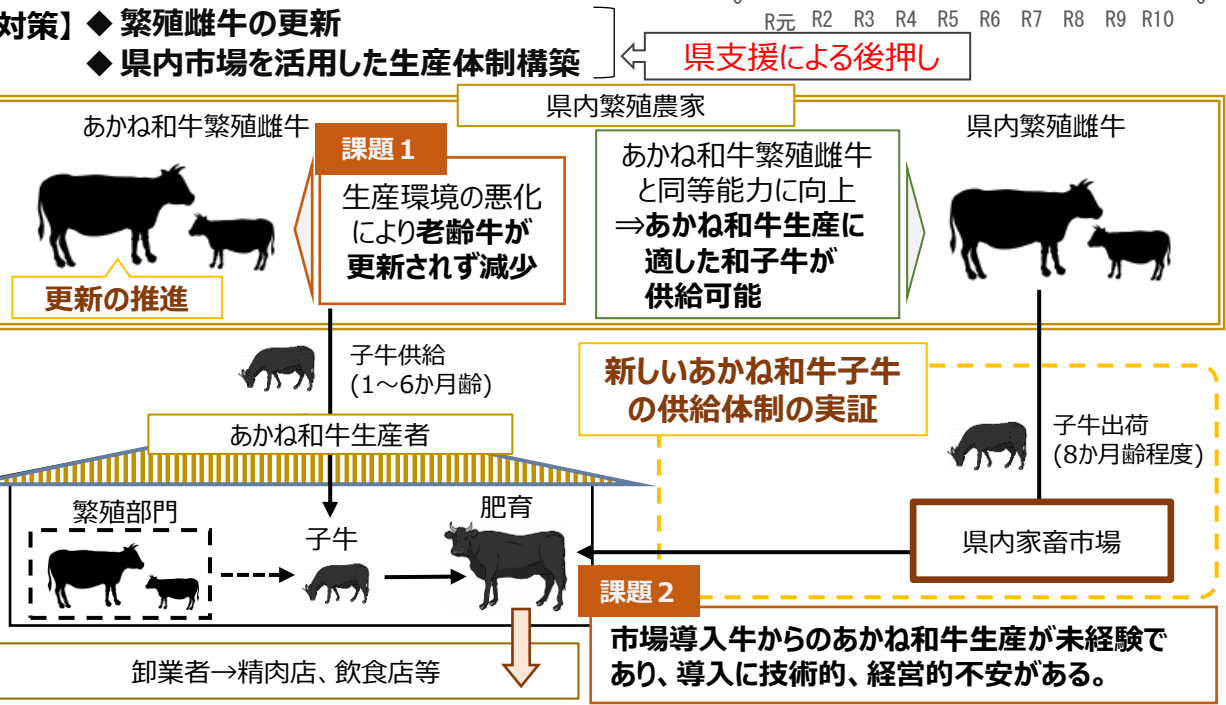 対策】◆ 繁殖雌牛の更新
◆ 県内市場を活用した生産体制構築
県支援による後押し
R元 R2 R3 R4 R5 R6 R7 R8 R9 R10
県内繁殖農家
あかね和牛繁殖雌牛
更新の推進
課題１
生産環境の悪化
により老齢牛が
更新されず減少
あかね和牛繁殖雌牛
と同等能力に向上
⇒あかね和牛生産に
適した和子牛が
供給可能
県内繁殖雌牛
子牛供給
(1～6か月齢)
新しいあかね和牛子牛
の供給体制の実証
子牛出荷
(8か月齢程度)
あかね和牛生産者
繁殖部門
子牛
肥育
県内家畜市場
課題２
市場導入牛からのあかね和牛生産が未経験で
あり、導入に技術的、経営的不安がある。
卸業者→精肉店、飲食店等